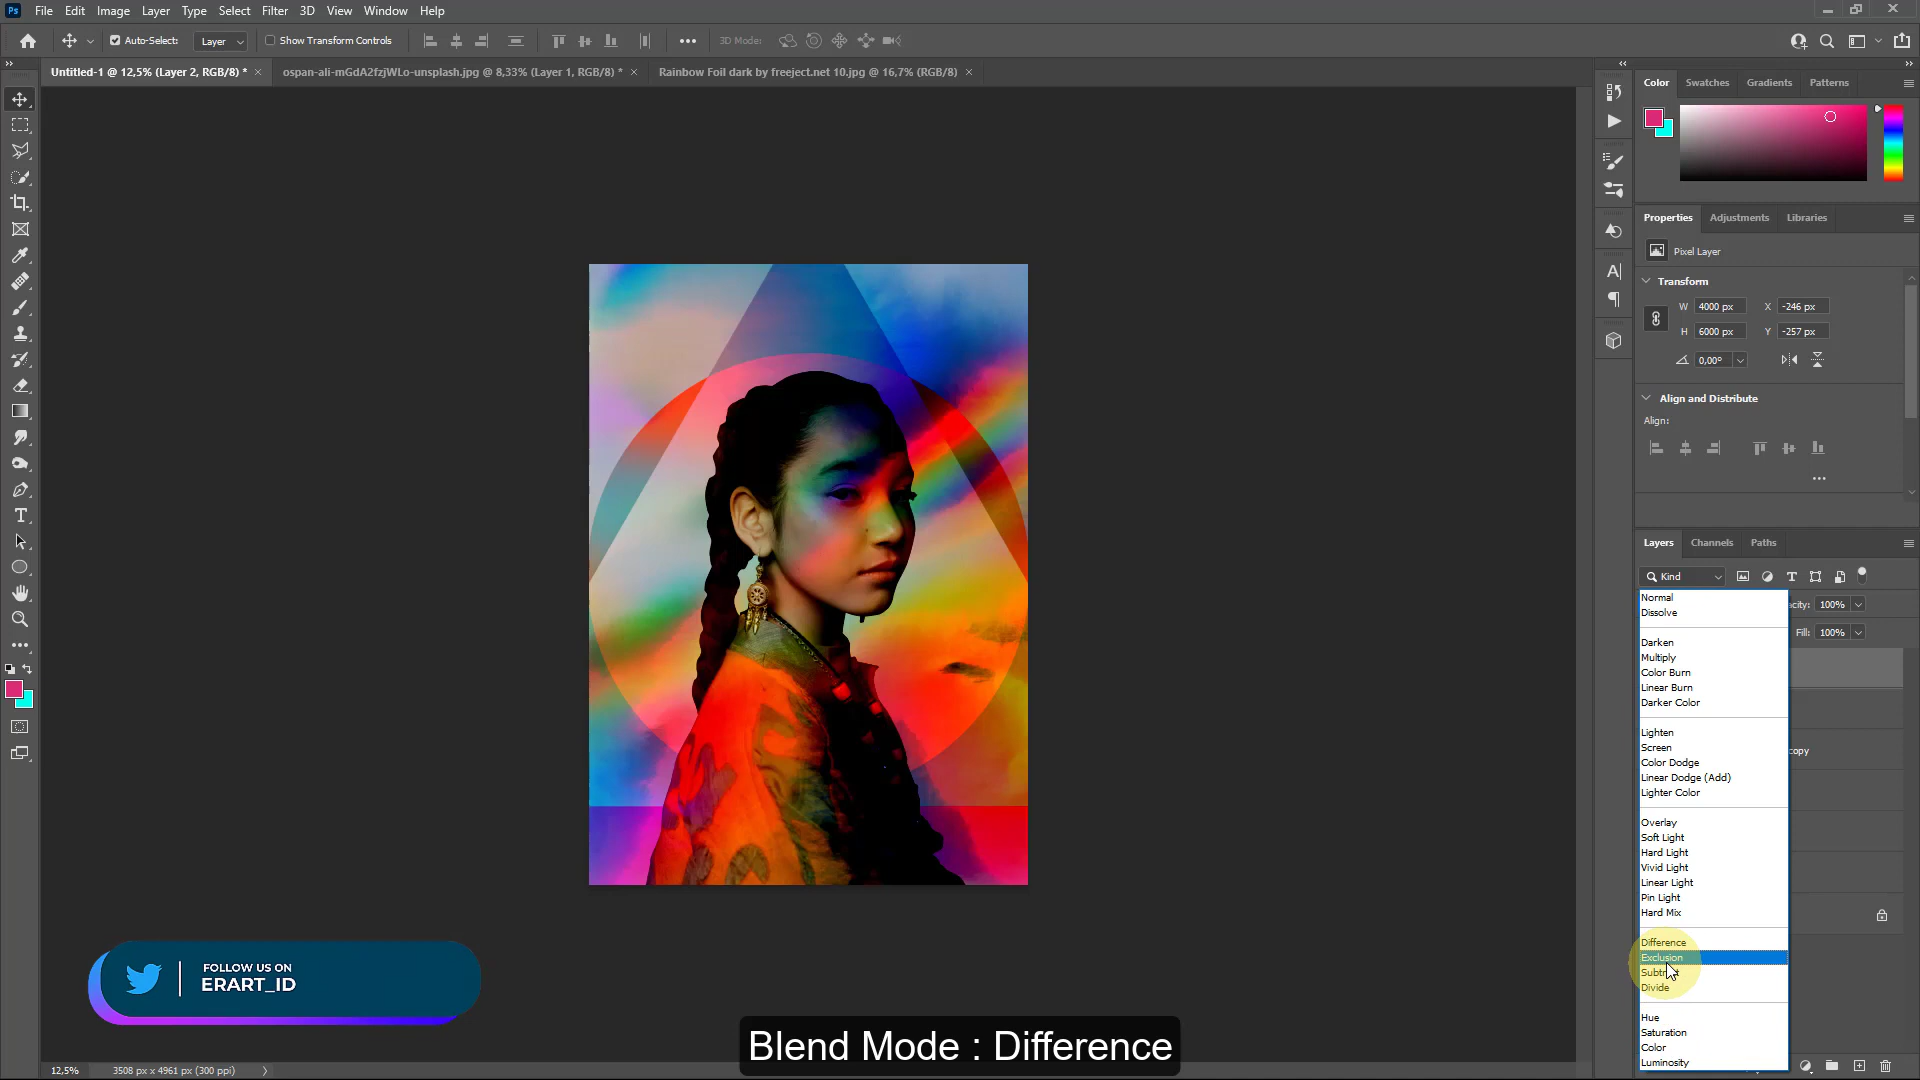 Ps File Edit Image Layer Type Select Filter 3D View Window Help
Auto-Select: Layer Show Transform Controls 3D Mode:
Untitled-1 @ 12,5% (Layer 2, RGB/8) * ospan-ali-mGdA2fzjWLo-unsplash.jpg @ 8,33% (Layer 1, RGB/8) * Rainbow Foil dark by freeject.net 10.jpg @ 16,7% (RGB/8)
Color Swatches Gradients Patterns
Properties Adjustments Libraries
Pixel Layer
Transform
W 4000 px X -246 px
H 6000 px Y -257 px
0,00°
Align and Distribute
Align:
Layers Channels Paths
Kind
Normal
Dissolve
Darken
Multiply
Color Burn
Linear Burn
Darker Color
Lighten
Screen
Color Dodge
Linear Dodge (Add)
Lighter Color
Overlay
Soft Light
Hard Light
Vivid Light
Linear Light
Pin Light
Hard Mix
Difference
Exclusion
Divide
Hue
Saturation
Color
Luminosity
100%
Fill: 100%
copy
FOLLOW US ON
ERART_ID
Blend Mode : Difference
12,5% 3508 px x 4961 px (300 ppi)